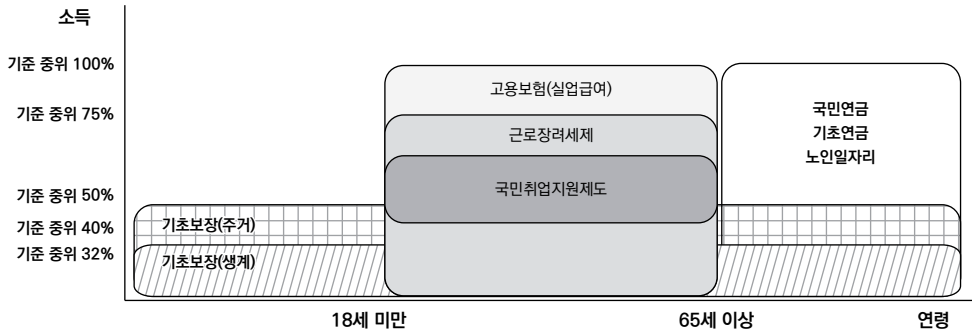 소득
기준 중위 100%
고용보험(실업급여)
기준 중위 75%
국민연금
근로장려세제
기초연금
노인일자리
기준 중위 50%
국민취업지원제도
기준 중위 40%
기초보장(주거)
기준 중위 32%
기초보장(생계)
18세 미만
65세 이상
연령